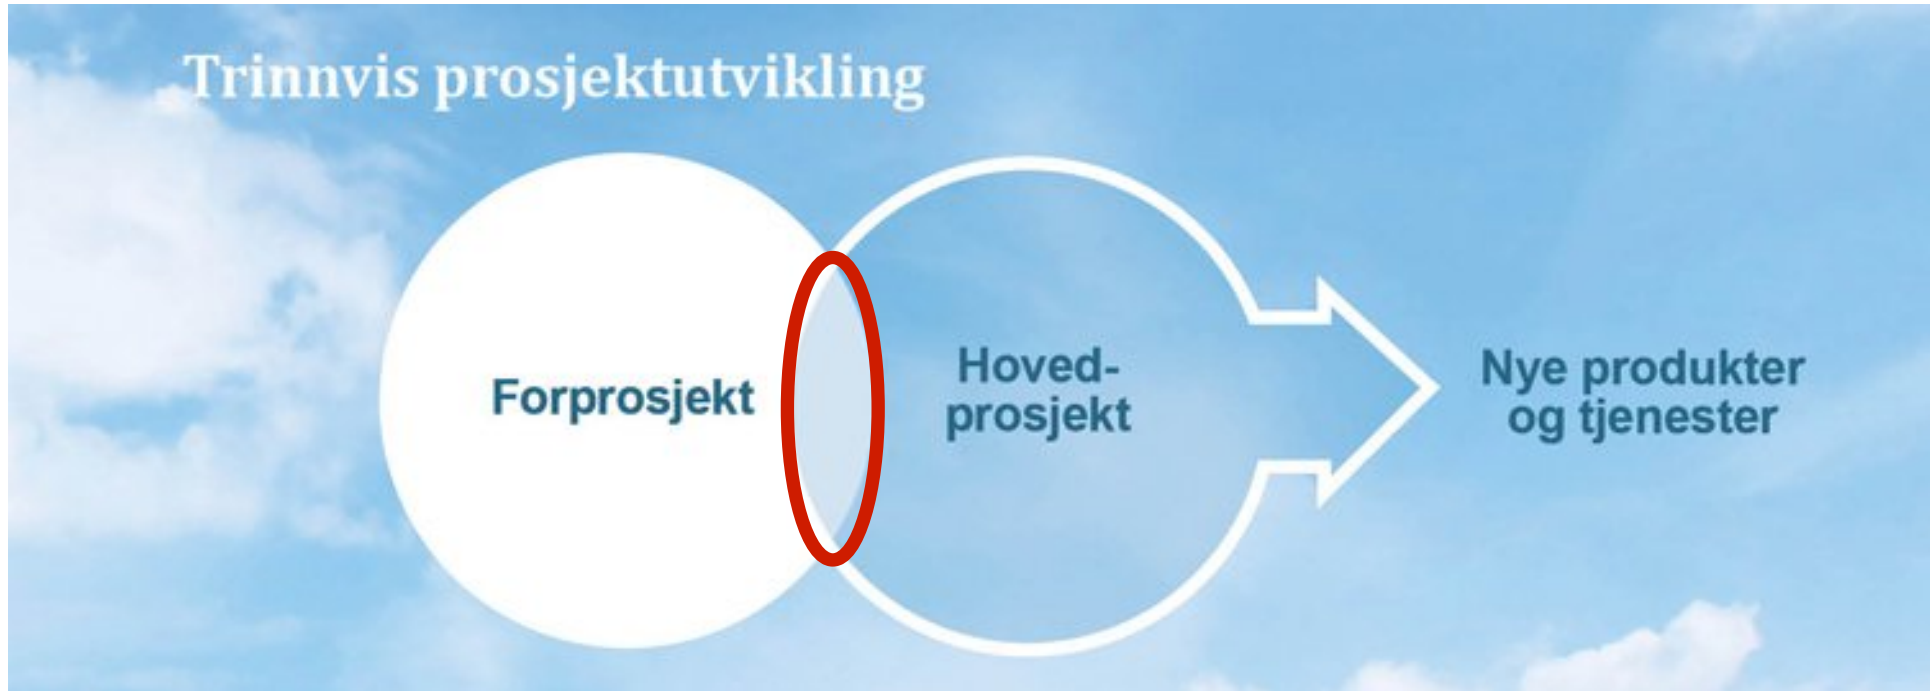 Trinnvis prosjektutvikling
Forprosjekt
Hoved-
prosjekt
Nye produkter
og tjenester